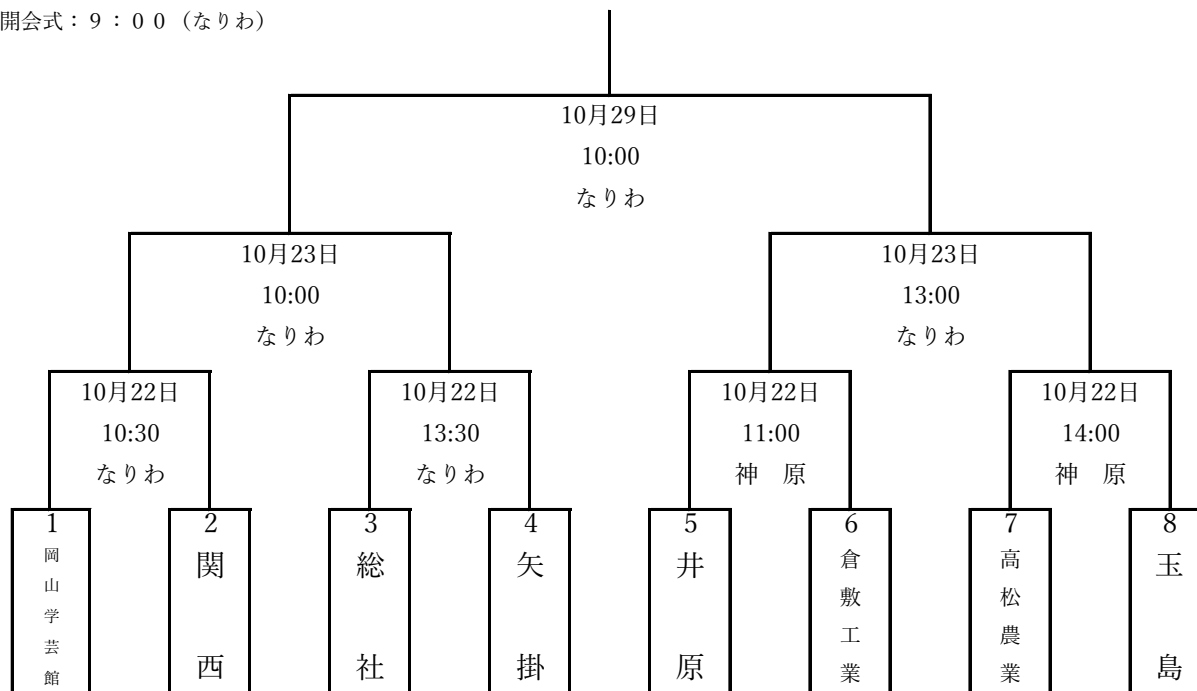 開会式：９：００（なりわ）
10月29日
10:00
なりわ
10月23日
10:00
なりわ
10月23日
13:00
なりわ
10月22日
10:30
なりわ
10月22日
13:30
なりわ
10月22日
11:00
神　原
10月22日
14:00
神　原
1
岡山学芸館
2
関西
3
総社
4
矢掛
5
井原
6
倉敷工業
7
高松農業
8
玉島